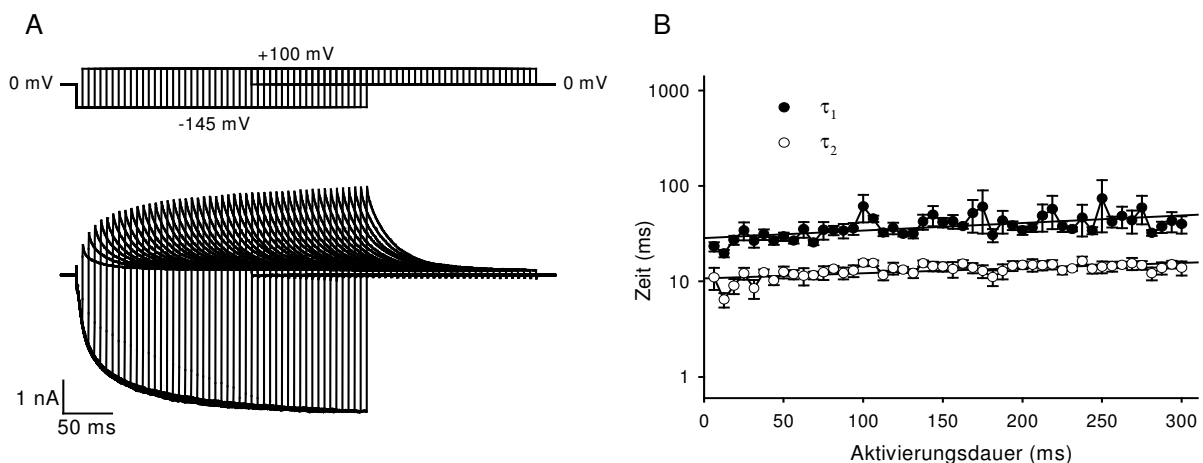 A
+100 mV
0 mV
0 mV
-145 mV
1 nA
50 ms
B
1000
100
10
1
τ1
τ2
Zeit (ms)
0 50 100 150 200 250 300
Aktivierungsdauer (ms)